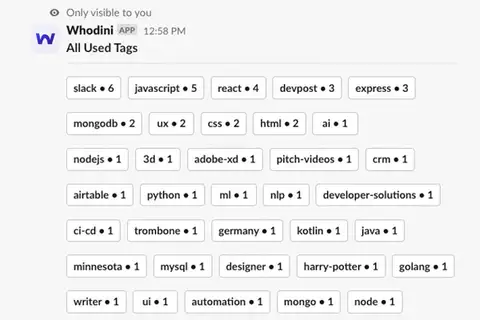 Only visible to you
Whodini APP 12:58 PM
All Used Tags
slack • 6 javascript • 5 react • 4 devpost • 3 express • 3
mongodb • 2 ux • 2 css • 2 html • 2 ai • 1
nodejs • 1 3d • 1 adobe-xd • 1 pitch-videos • 1 crm • 1
airtable • 1 python • 1 ml • 1 nlp • 1 developer-solutions • 1
ci-cd • 1 trombone • 1 germany • 1 kotlin • 1 java • 1
minnesota • 1 mysql • 1 designer • 1 harry-potter • 1 golang • 1
writer • 1 ui • 1 automation • 1 mongo • 1 node • 1